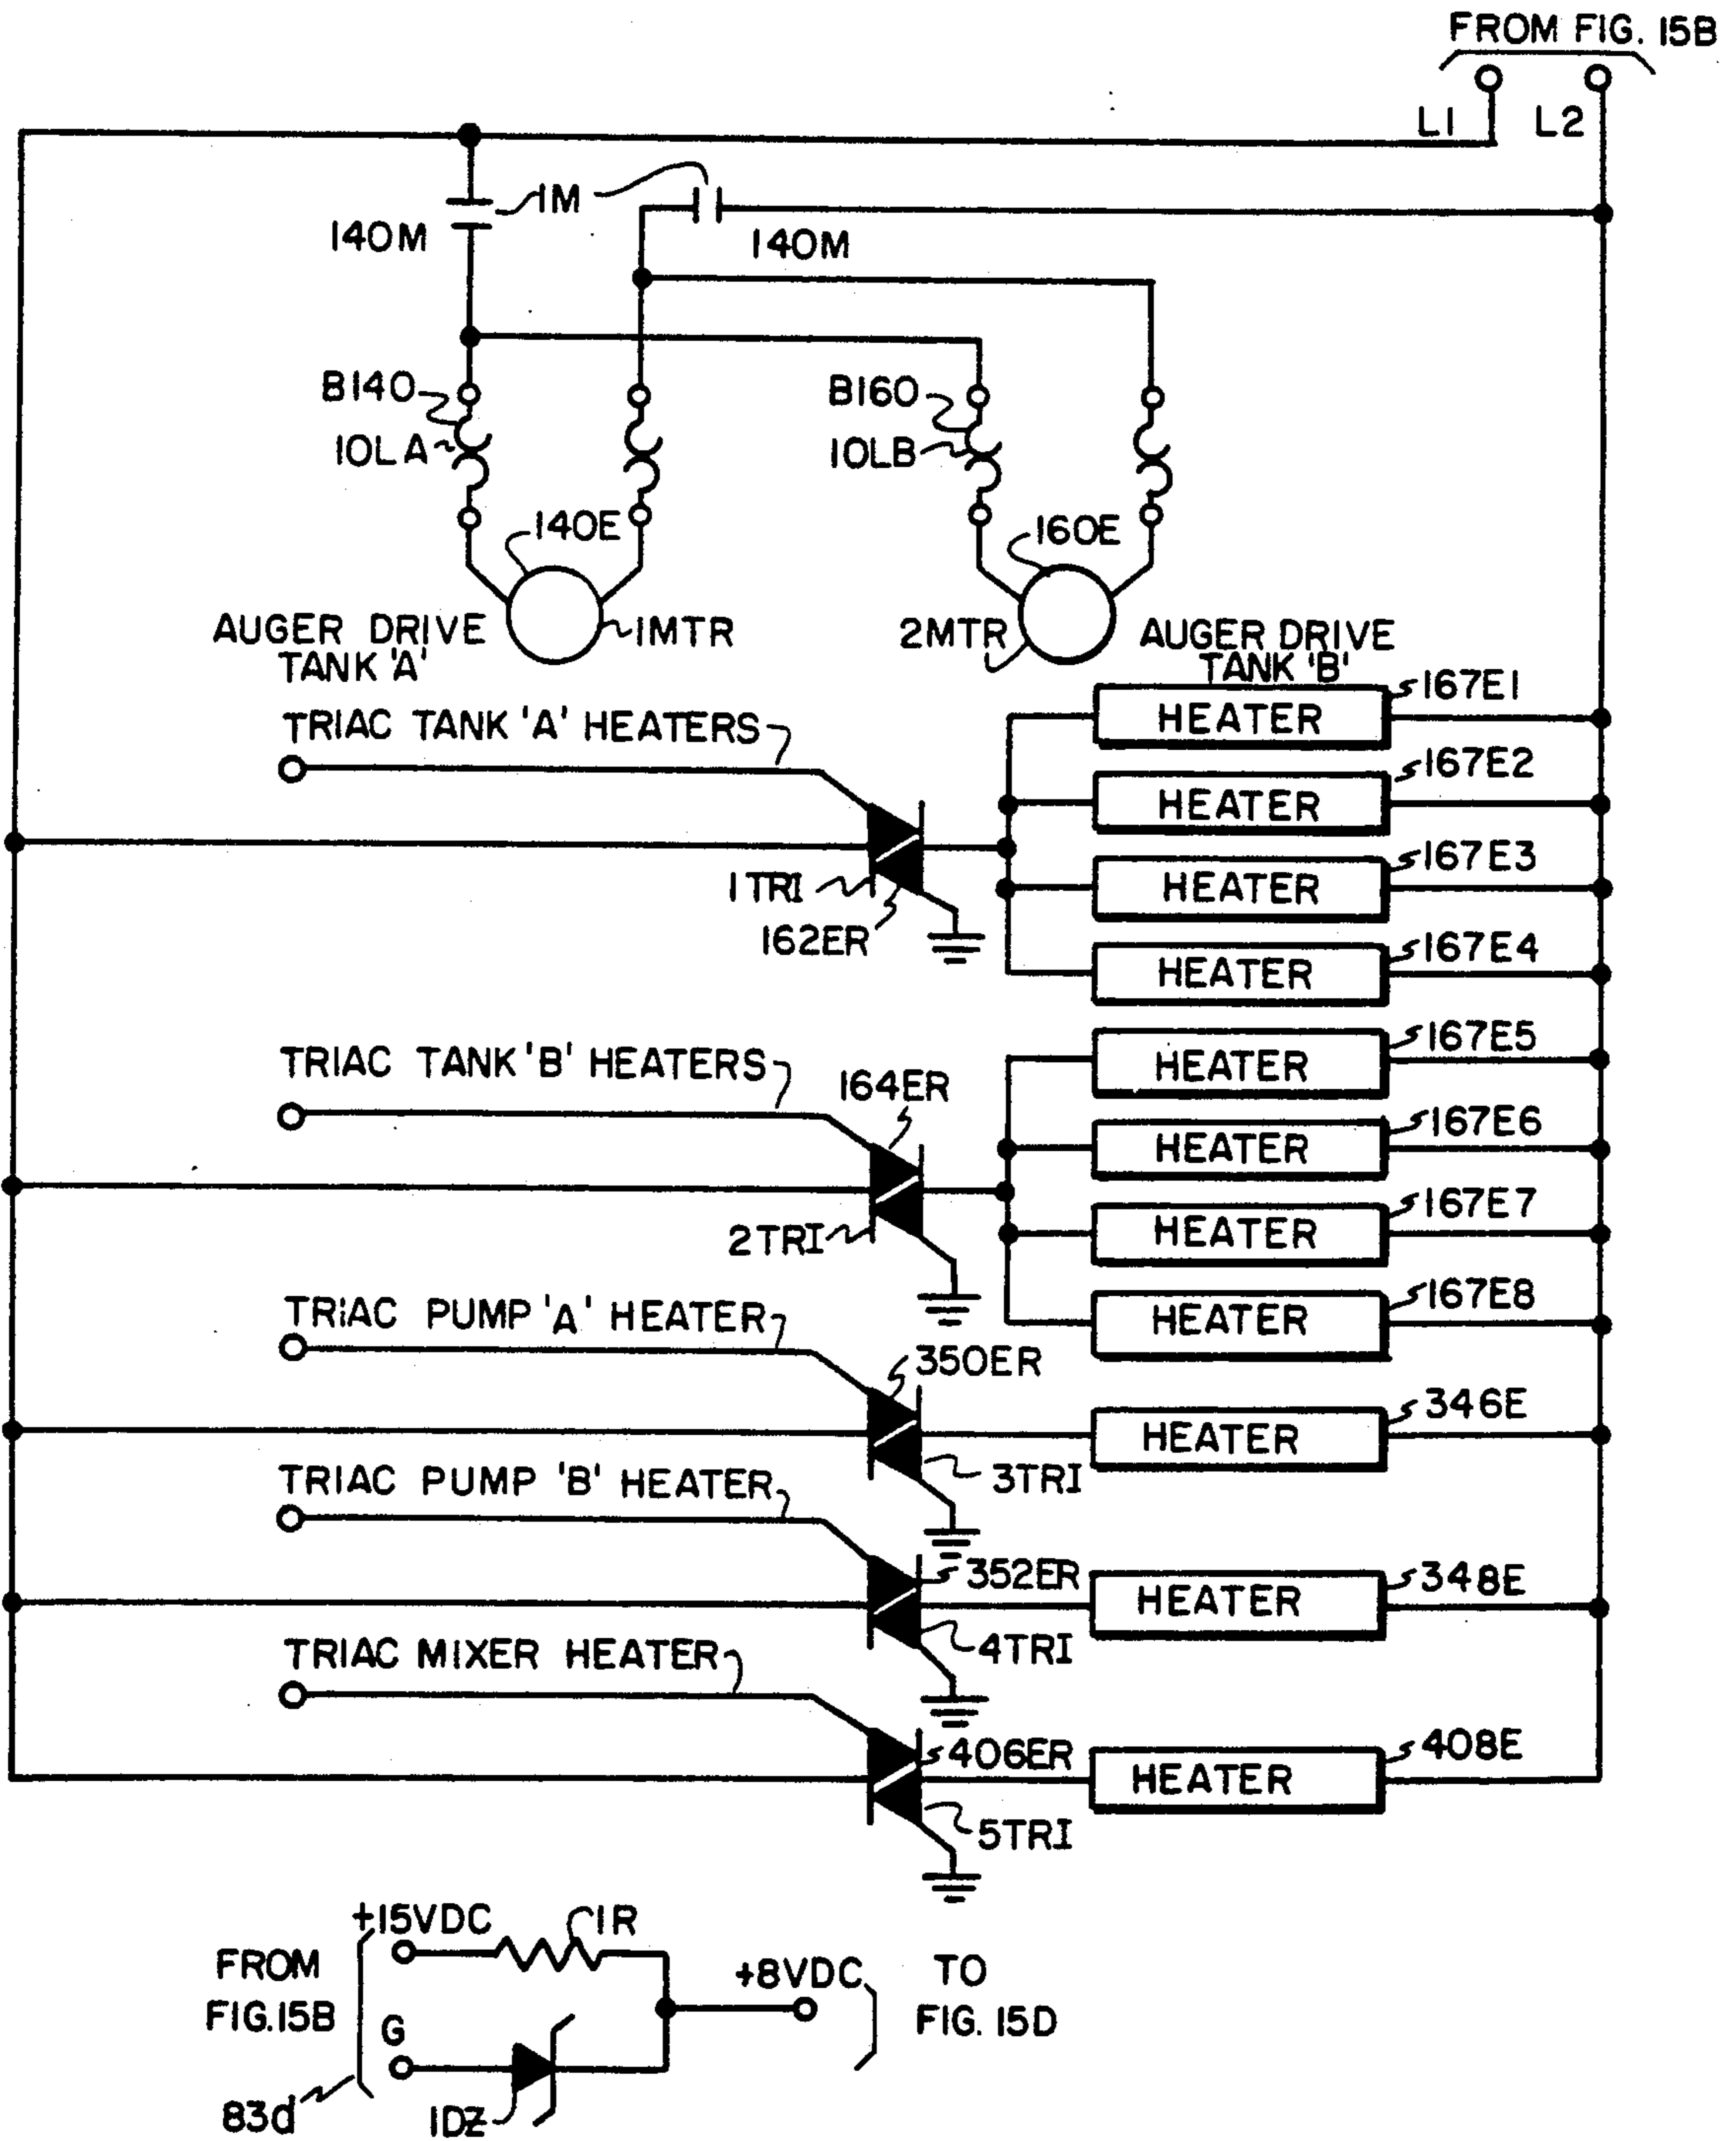 FROM FIG. 15B
L1 L2
1M
140M
140M
B140
10LA
B160
10LB
140E
160E
AUGER DRIVE
TANK 'A'
1MTR
2MTR
AUGER DRIVE
TANK 'B'
TRIAC TANK 'A' HEATERS
HEATER
167E1
HEATER
167E2
HEATER
167E3
HEATER
167E4
1TRI
162ER
TRIAC TANK 'B' HEATERS
164ER
2TRI
HEATER
167E5
HEATER
167E6
HEATER
167E7
HEATER
167E8
TRIAC PUMP 'A' HEATER
350ER
HEATER
346E
3TRI
TRIAC PUMP 'B' HEATER
352ER
HEATER
348E
4TRI
TRIAC MIXER HEATER
406ER
HEATER
408E
5TRI
+15VDC
1R
FROM
FIG.15B
G
83d
1DZ
+8VDC
TO
FIG. 15D